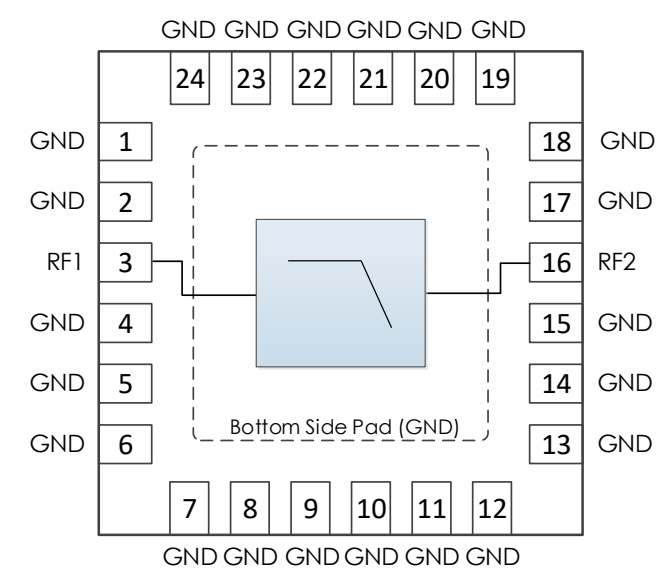 GND GND GND GND GND GND
24 23 22 21 20 19
GND 1 18 GND
GND 2 17 GND
RF1 3 16 RF2
GND 4 15 GND
GND 5 14 GND
Bottom Side Pad (GND)
GND 6 13 GND
7 8 9 10 11 12
GND GND GND GND GND GND